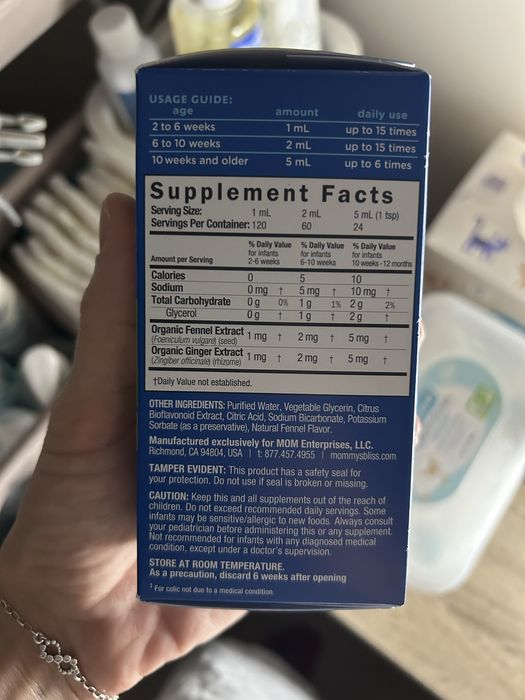 USAGE GUIDE:
age amount daily use
2 to 6 weeks 1 mL up to 15 times
6 to 10 weeks 2 mL up to 15 times
10 weeks and older 5 mL up to 6 times
Supplement Facts
Serving Size: 1 mL 2 mL 5 mL (1 tsp)
Servings Per Container: 120 60 24
Amount per Serving % Daily Value for infants 2-6 weeks % Daily Value for infants 6-10 weeks % Daily Value for infants 10 weeks -12 months
Calories 0 5 10
Sodium 0 mg † 5 mg † 10 mg †
Total Carbohydrate 0 g 0% 1 g 1% 2 g 2%
Glycerol 0 g † 1 g † 2 g †
Organic Fennel Extract 1 mg † 2 mg † 5 mg †
(Foeniculum vulgare) (seed)
Organic Ginger Extract 1 mg † 2 mg † 5 mg †
(Zingiber officinale) (rhizome)
†Daily Value not established.
OTHER INGREDIENTS: Purified Water, Vegetable Glycerin, Citrus
Bioflavonoid Extract, Citric Acid, Sodium Bicarbonate, Potassium
Sorbate (as a preservative), Natural Fennel Flavor.
Manufactured exclusively for MOM Enterprises, LLC.
Richmond, CA 94804, USA | t: 877.457.4955 | mommysbliss.com
TAMPER EVIDENT: This product has a safety seal for
your protection. Do not use if seal is broken or missing.
CAUTION: Keep this and all supplements out of the reach of
children. Do not exceed recommended daily servings. Some
infants may be sensitive/allergic to new foods. Always consult
your pediatrician before administering this or any supplement.
Not recommended for infants with any diagnosed medical
condition, except under a doctor's supervision.
STORE AT ROOM TEMPERATURE.
As a precaution, discard 6 weeks after opening
‡ For colic not due to a medical condition